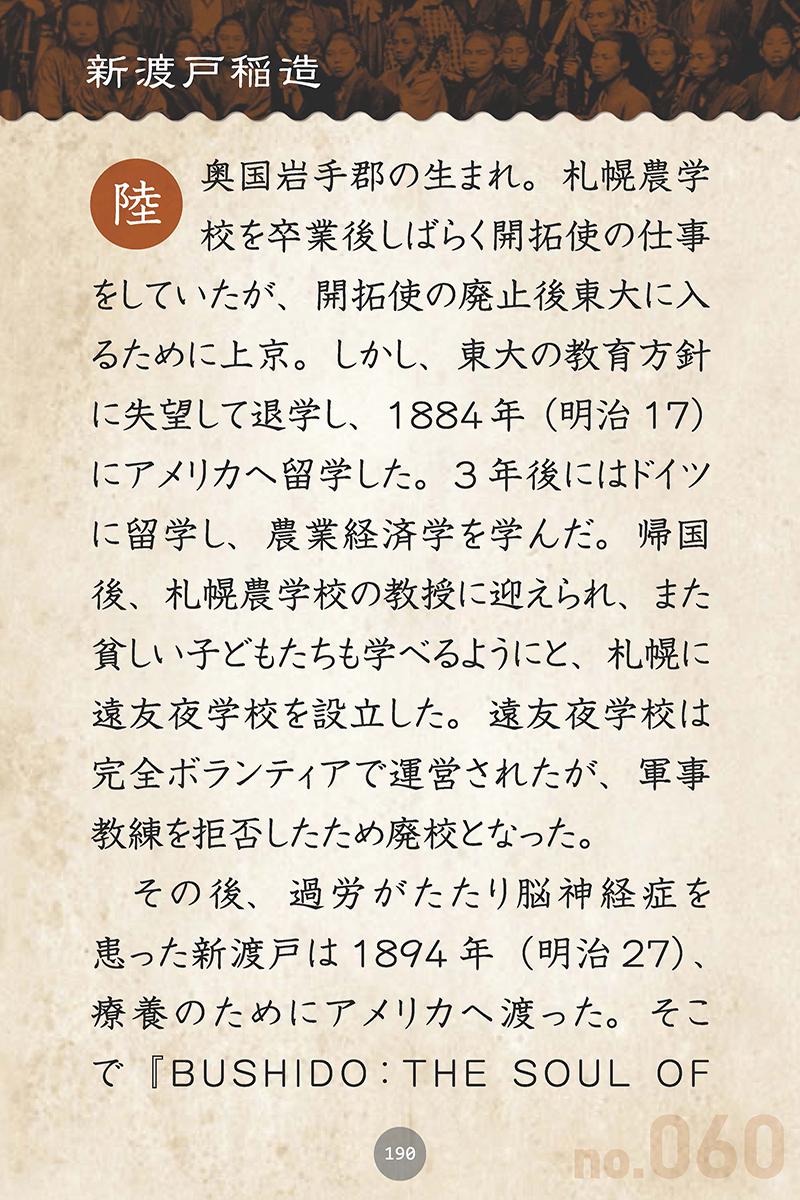 新渡戸稲造
陸奥国岩手郡の生まれ。札幌農学
校を卒業後しばらく開拓使の仕事
をしていたが、開拓使の廃止後東大に入
るために上京。しかし、東大の教育方針
に失望して退学し、1884年（明治17）
にアメリカへ留学した。3年後にはドイツ
に留学し、農業経済学を学んだ。帰国
後、札幌農学校の教授に迎えられ、また
貧しい子どもたちも学べるようにと、札幌に
遠友夜学校を設立した。遠友夜学校は
完全ボランティアで運営されたが、軍事
教練を拒否したため廃校となった。
その後、過労がたたり脳神経症を
患った新渡戸は1894年（明治27）、
療養のためにアメリカへ渡った。そこ
で『BUSHIDO：THE SOUL OF
190
no.060